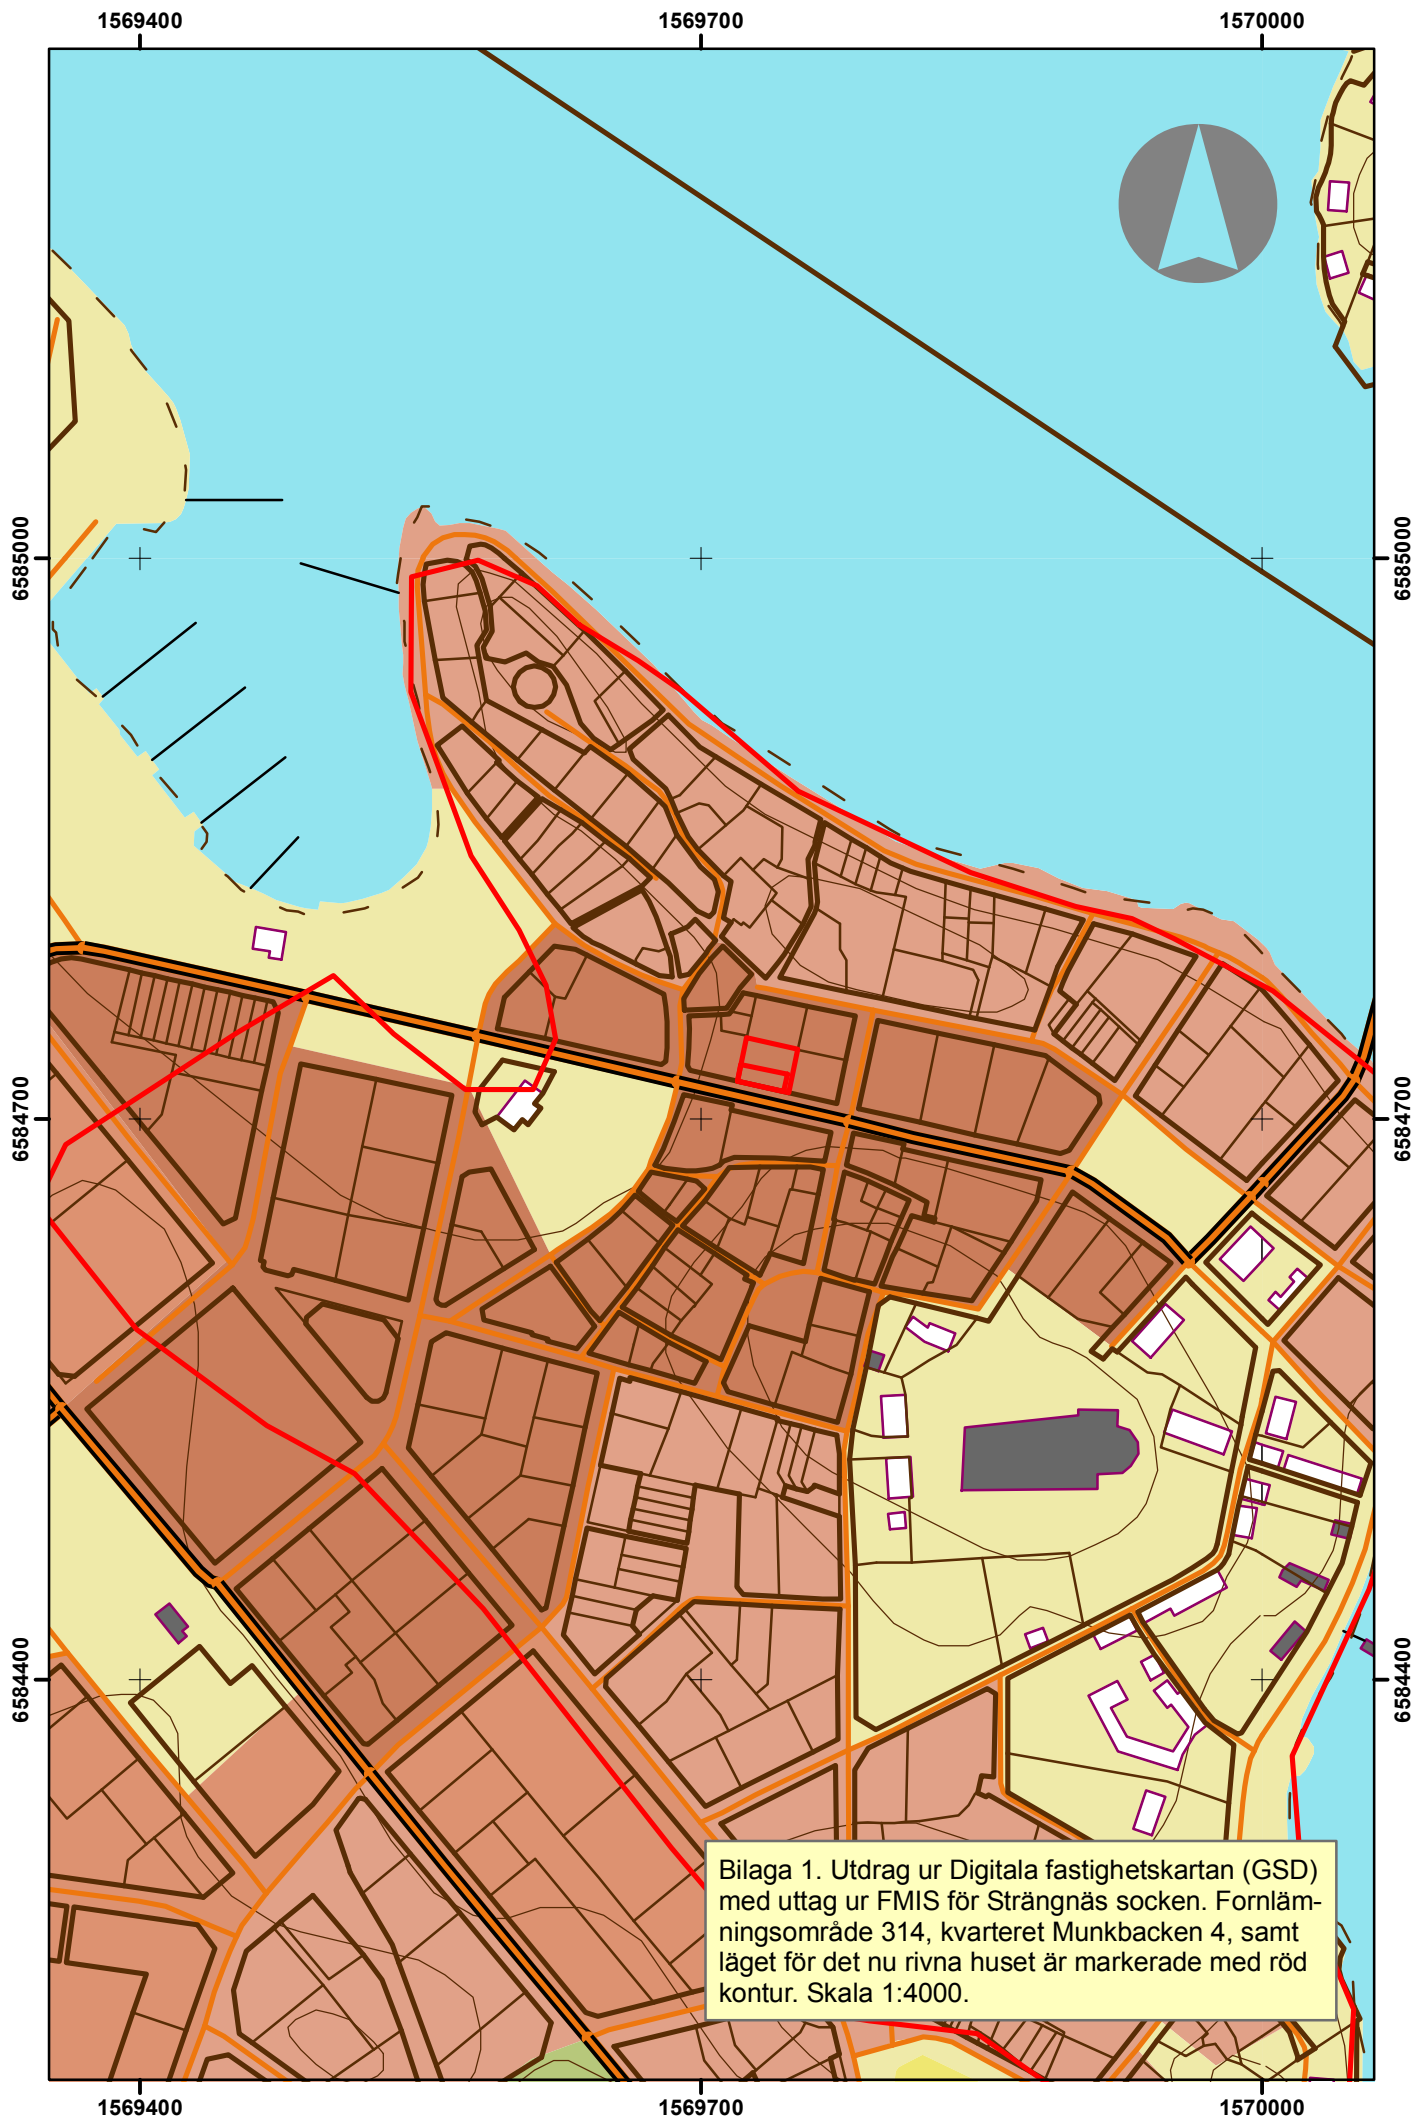 1569400 1569700 1570000
6585000 6585000
6584700 6584700
6584400 6584400
Bilaga 1. Utdrag ur Digitala fastighetskartan (GSD)
med uttag ur FMIS för Strängnäs socken. Fornläm-
ningsområde 314, kvarteret Munkbacken 4, samt
läget för det nu rivna huset är markerade med röd
kontur. Skala 1:4000.
1569400 1569700 1570000